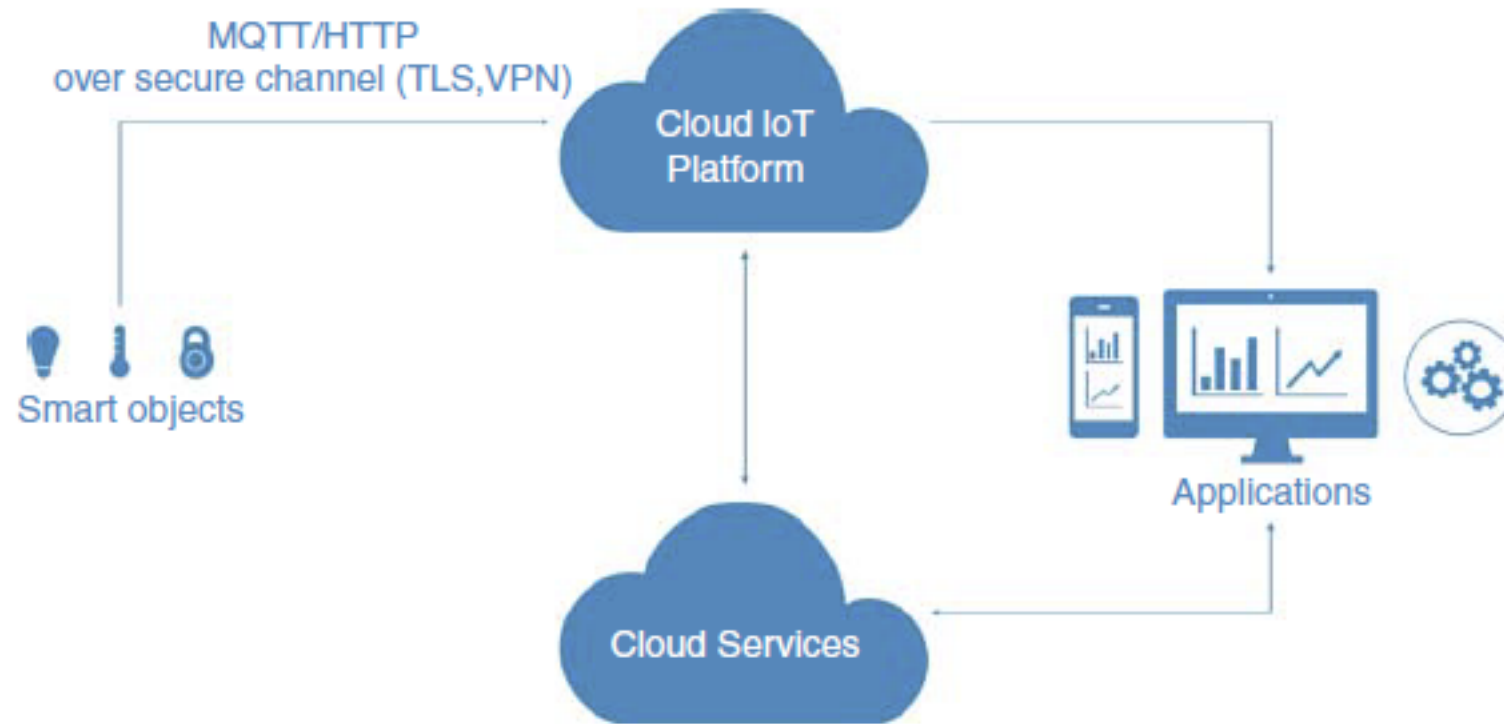 MQTT/HTTP
over secure channel (TLS,VPN)
Cloud IoT
Platform
Smart objects
Applications
Cloud Services